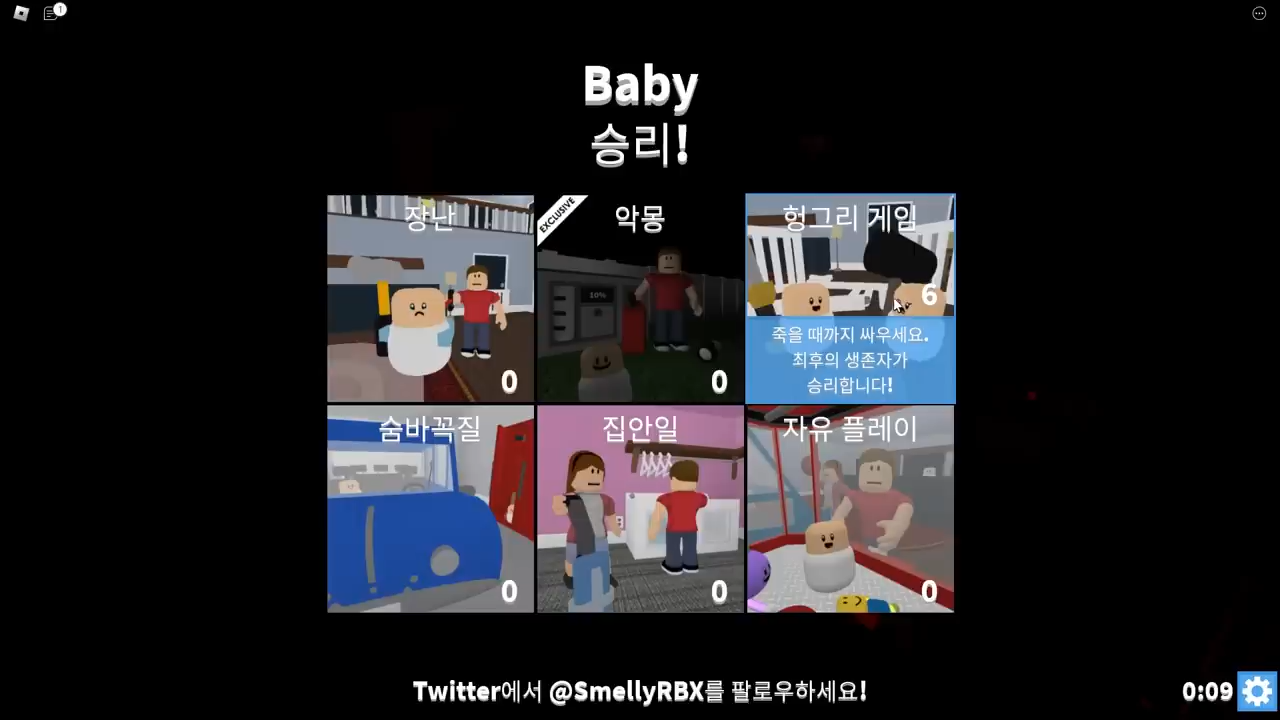 1
Baby
승리!
장난
0
EXCLUSIVE
악몽
10%
0
헝그리 게임
6
죽을 때까지 싸우세요.
최후의 생존자가
승리합니다!
숨바꼭질
0
집안일
0
자유 플레이
0
Twitter에서 @SmellyRBX를 팔로우하세요!
0:09